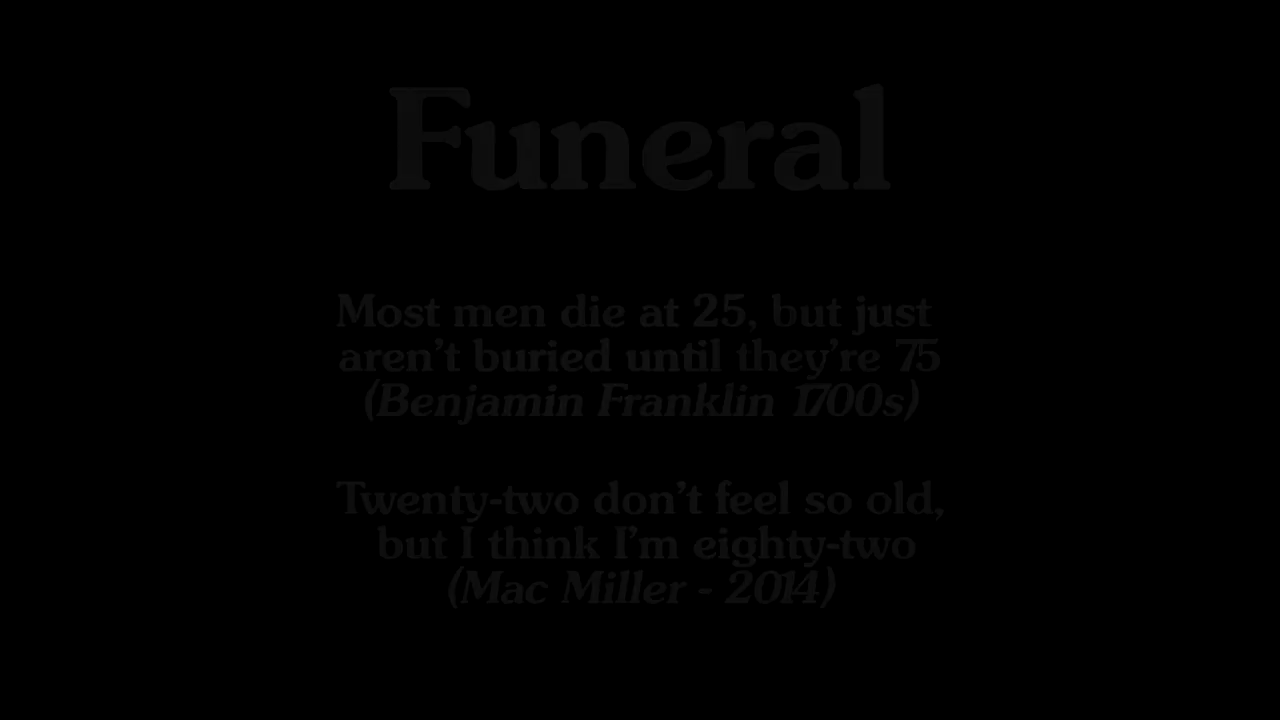 Funeral
Most men die at 25, but just
aren't buried until they're 75
(Benjamin Franklin 1700s)
Twenty-two don't feel so old,
but I think I'm eighty-two
(Mac Miller - 2014)